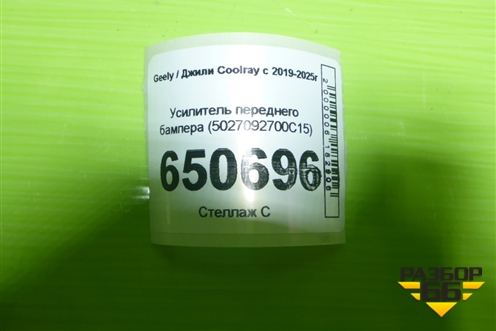 Geely / Джили Coolray с 2019-2025г
Усилитель переднего
бампера (5027092700C15)
650696
Стеллаж С
РАЗБОР
66